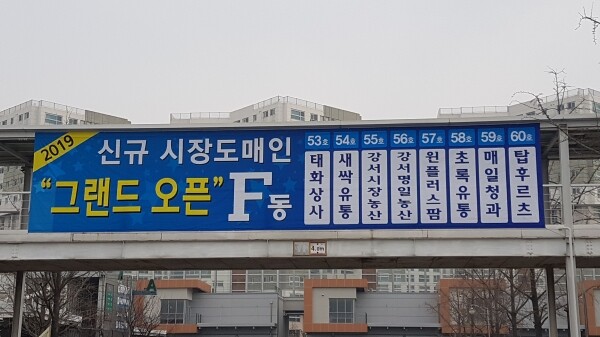 2019
신규 시장도매인
“그랜드 오픈”
F동
53호 태화상사
54호 새싹유통
55호 강서시장농산
56호 강서명일농산
57호 원플러스팜
58호 초록유통
59호 매일청과
60호 탑후르츠